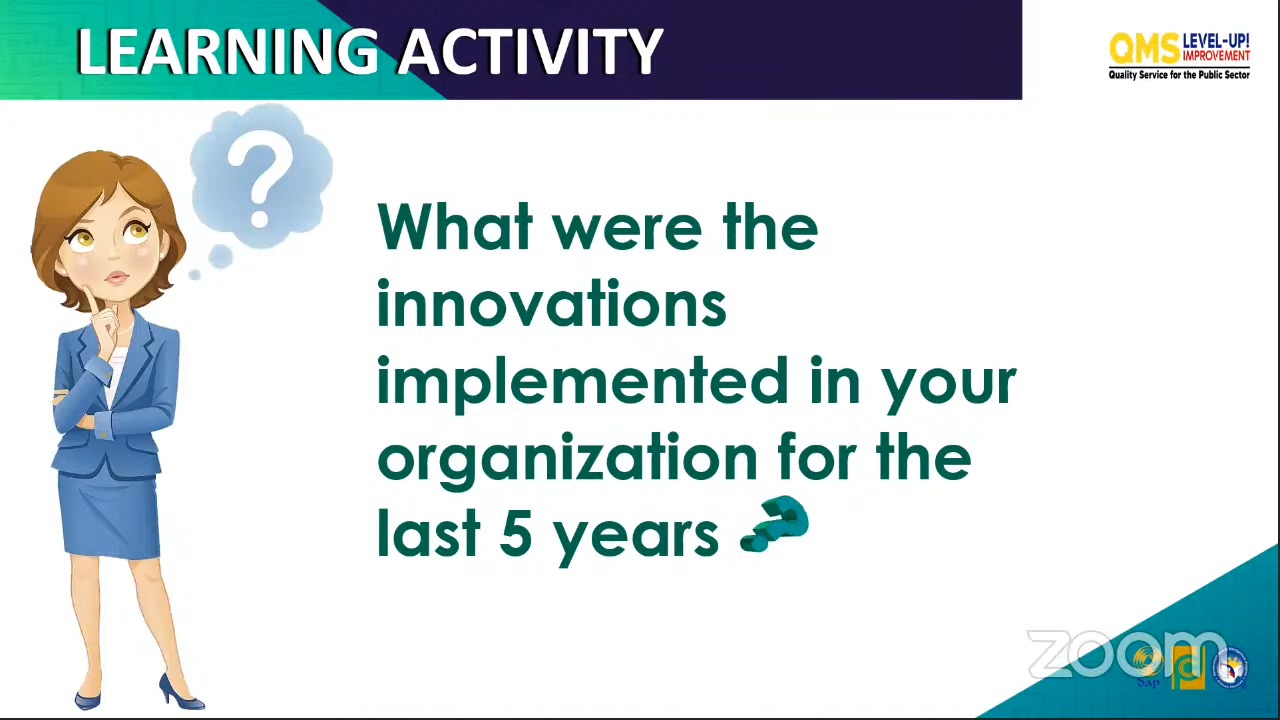 LEARNING ACTIVITY
QMS LEVEL-UP!
IMPROVEMENT
Quality Service for the Public Sector
?
What were the
innovations
implemented in your
organization for the
last 5 years ?
zoom